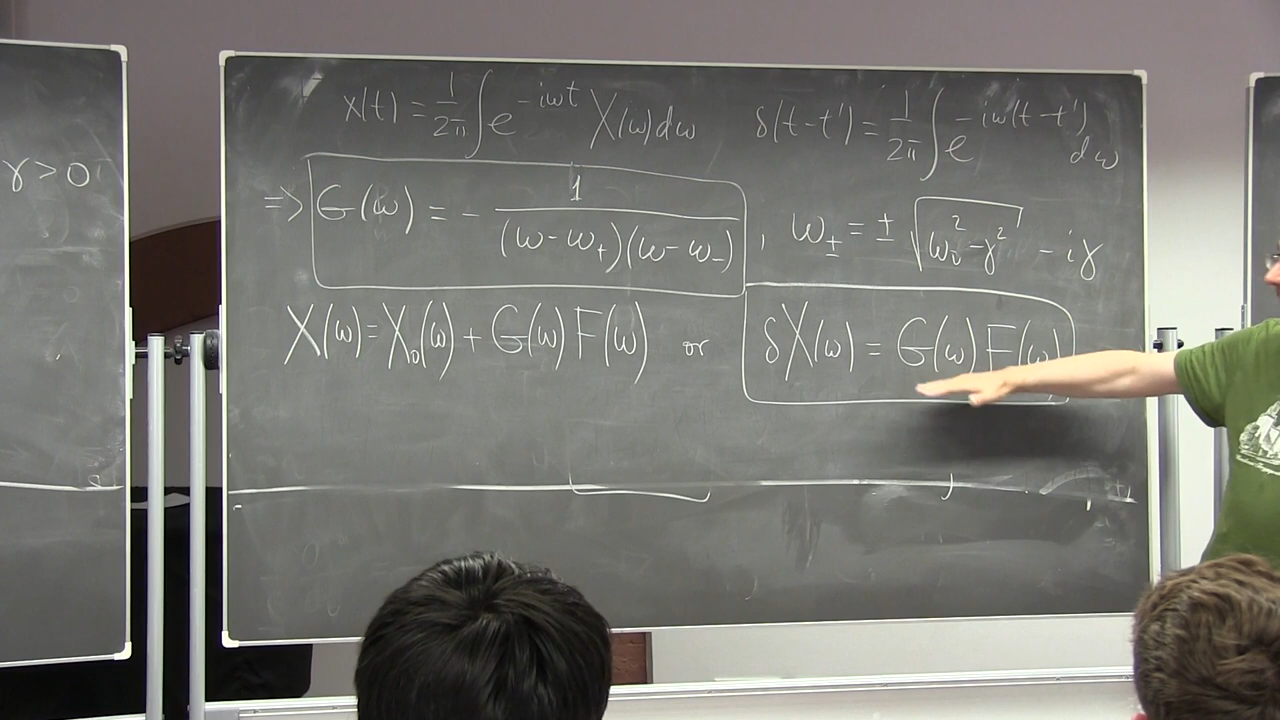 γ > 0
x(t) = 1/2π ∫ e^{-iωt} X(ω) dω   δ(t-t') = 1/2π ∫ e^{-iω(t-t')} dω
=> G(ω) = - 1/((ω-ω₊)(ω-ω₋)) , ω± = ± √(ω₀² - γ²) - iγ
X(ω) = X₀(ω) + G(ω) F(ω) or δX(ω) = G(ω) F(ω)